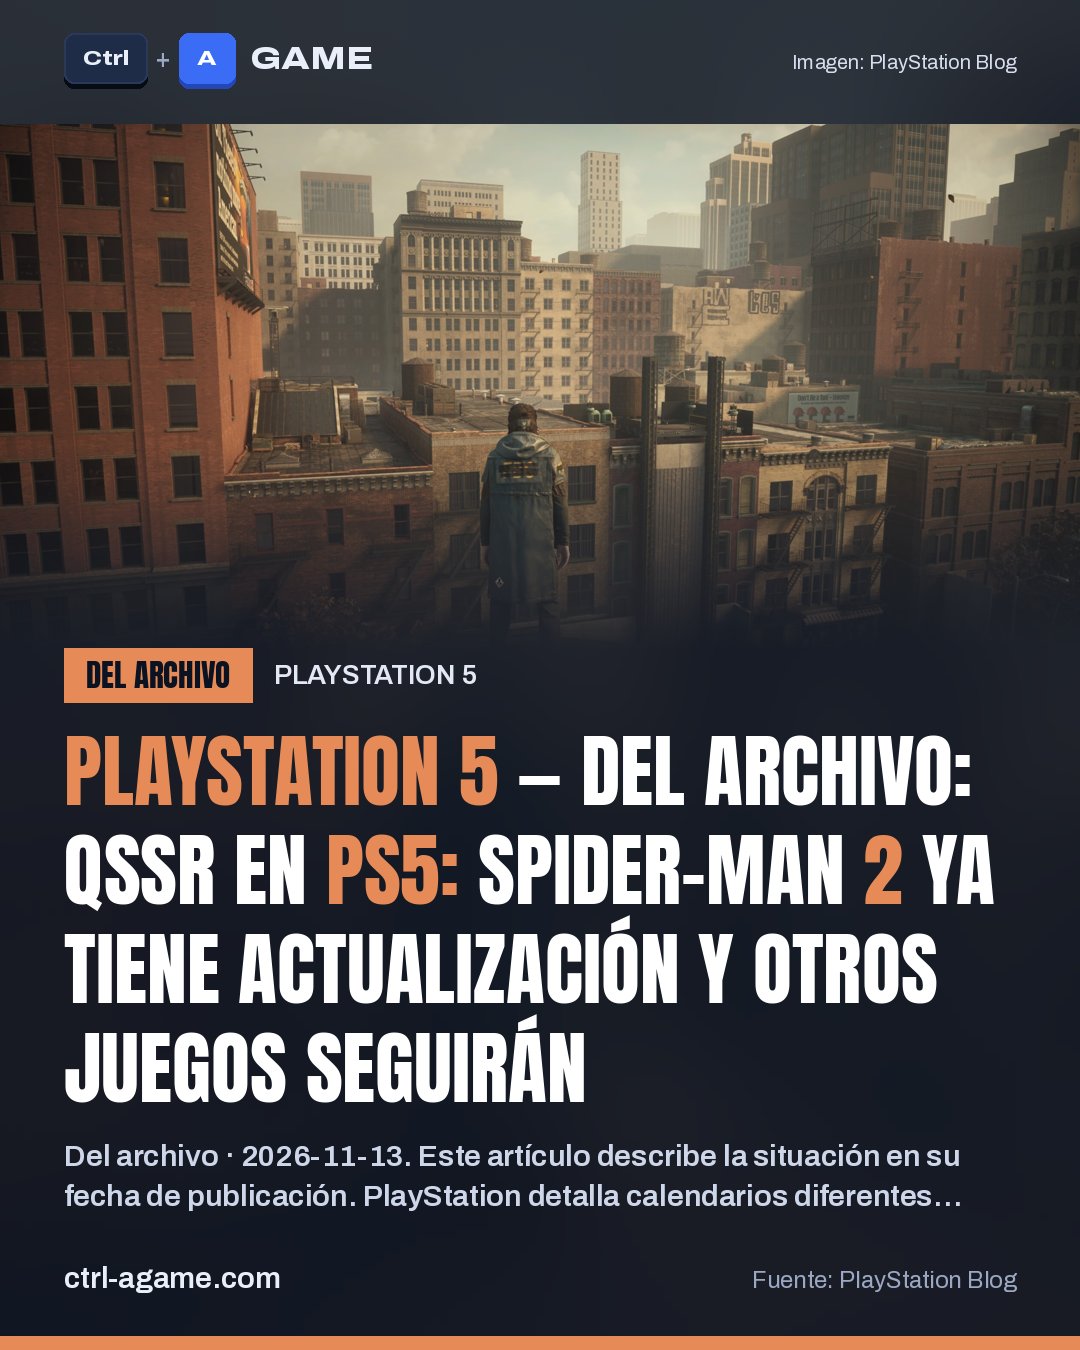 Ctrl + A GAME
Imagen: PlayStation Blog
DEL ARCHIVO PLAYSTATION 5
PLAYSTATION 5 – DEL ARCHIVO:
QSSR EN PS5: SPIDER-MAN 2 YA
TIENE ACTUALIZACIÓN Y OTROS
JUEGOS SEGUIRÁN
Del archivo · 2026-11-13. Este artículo describe la situación en su
fecha de publicación. PlayStation detalla calendarios diferentes...
ctrl-agame.com
Fuente: PlayStation Blog